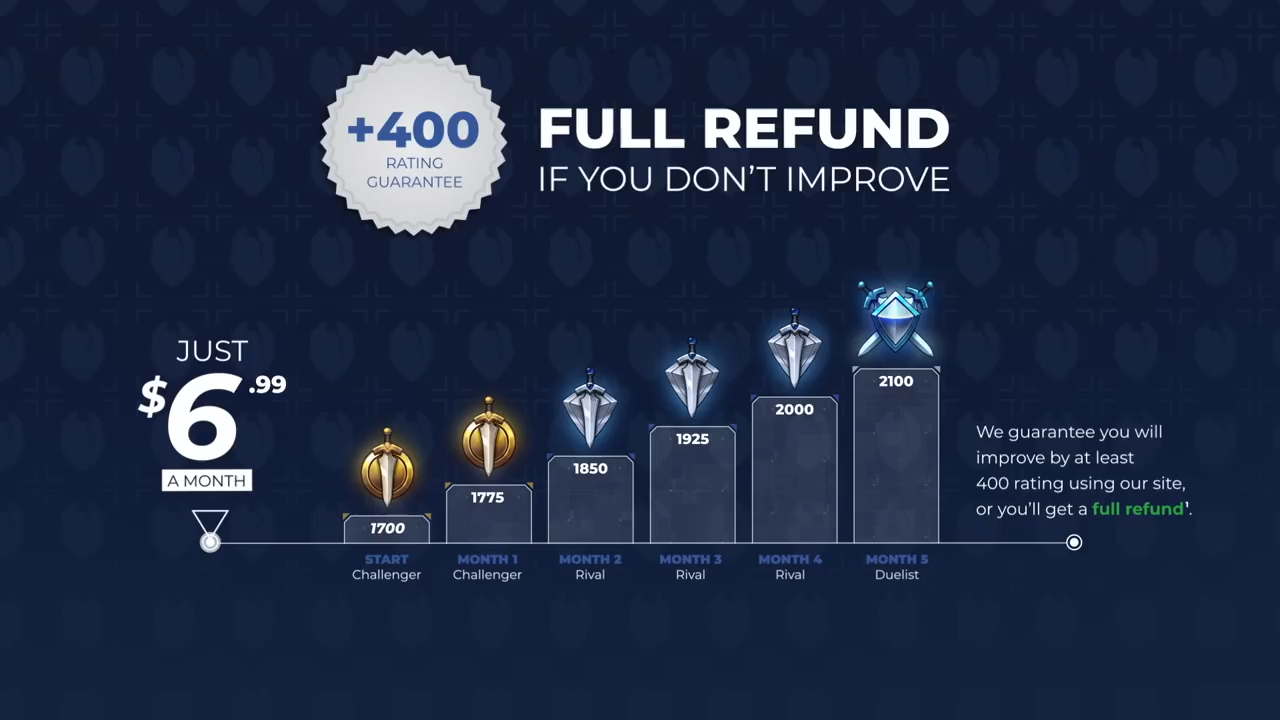 +400
RATING
GUARANTEE
FULL REFUND
IF YOU DON'T IMPROVE
JUST
$6.99
A MONTH
1700
1775
1850
1925
2000
2100
START
Challenger
MONTH 1
Challenger
MONTH 2
Rival
MONTH 3
Rival
MONTH 4
Rival
MONTH 5
Duelist
We guarantee you will
improve by at least
400 rating using our site,
or you'll get a full refund¹.